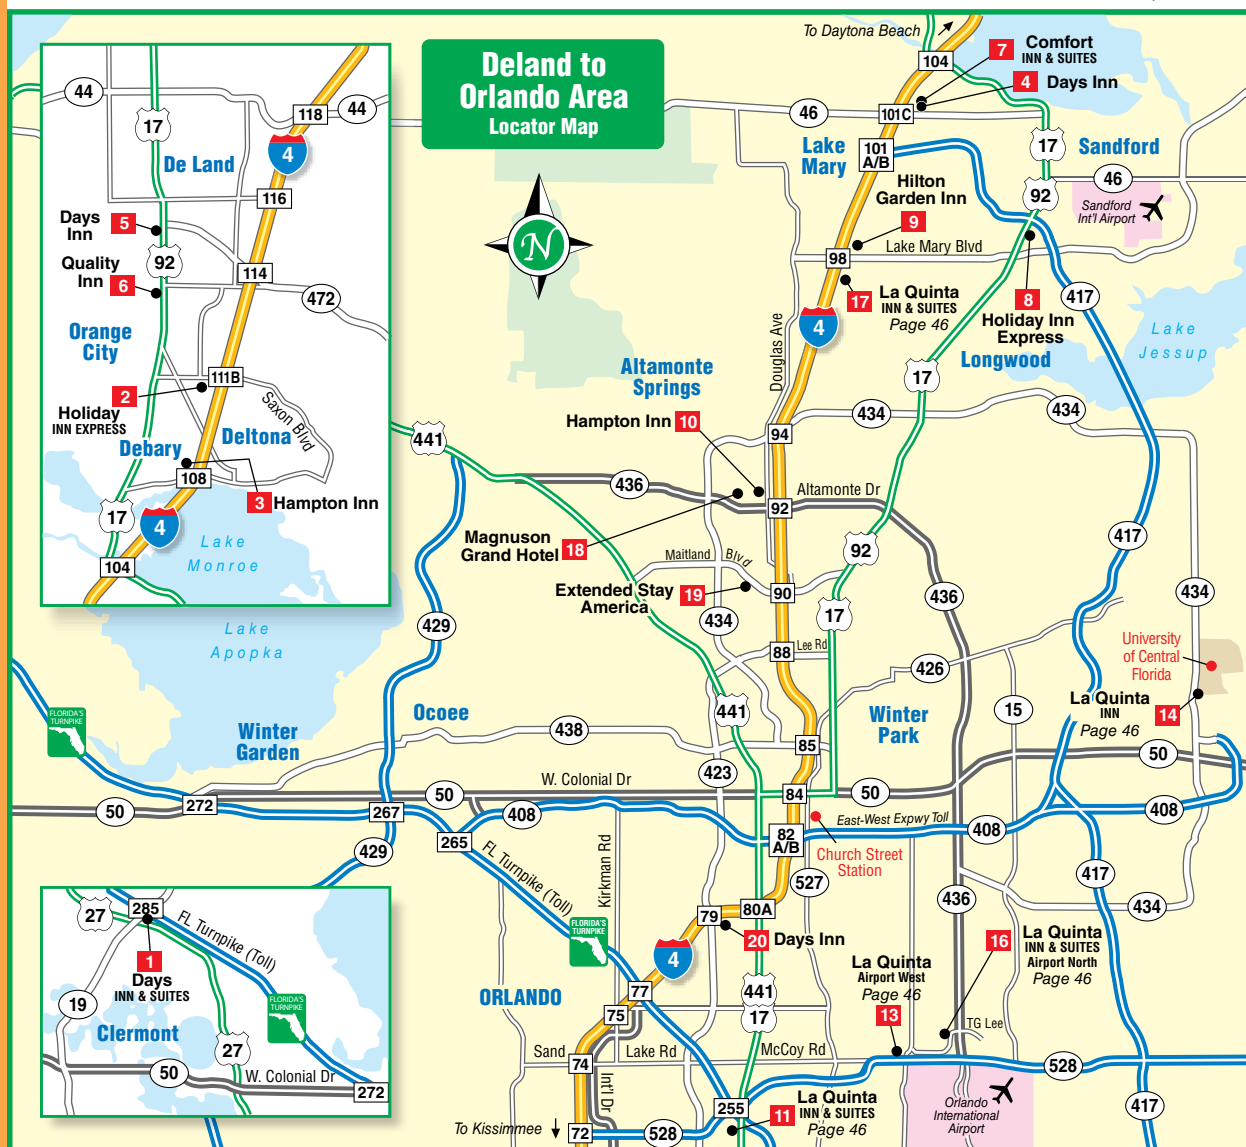 Deland to
Orlando Area
Locator Map
To Daytona Beach
104
7
Comfort
INN & SUITES
4
Days Inn
101C
46
101
A/B
Lake
Mary
17
Sandford
92
46
Sandford
Int'l Airport
Hilton
Garden Inn
9
Lake Mary Blvd
98
17
La Quinta
INN & SUITES
Page 46
8
Holiday Inn
Express
417
Longwood
Lake
Jessup
4
Douglas Ave
Altamonte
Springs
17
434
434
Hampton Inn
10
94
441
436
Altamonte Dr
92
Magnuson
Grand Hotel
18
92
417
Maitland Blvd
Extended Stay
America
19
90
436
434
434
17
429
88
Lee Rd
426
University
of Central
Florida
La Quinta
INN
Page 46
14
15
441
Winter
Park
Ocoee
438
85
50
423
W. Colonial Dr
84
50
50
408
408
408
East-West Expwy Toll
82
A/B
Church Street
Station
527
417
436
434
Lake
Apopka
Winter
Garden
FLORIDA'S
TURNPIKE
50
272
267
265
429
FL Turnpike (Toll)
Kirkman Rd
FLORIDA'S
TURNPIKE
79
80A
20
Days Inn
4
ORLANDO
77
75
441
17
La Quinta
Airport West
Page 46
13
16
La Quinta
INN & SUITES
Airport North
Page 46
TG Lee
Sand
Lake Rd
McCoy Rd
74
Int'l Dr
528
255
11
La Quinta
INN & SUITES
Page 46
Orlando
International
Airport
417
To Kissimmee
72
528
44
44
17
118
4
De Land
116
Days
Inn
5
92
Quality
Inn
6
114
472
Orange
City
111B
2
Holiday
INN EXPRESS
Saxon Blvd
Deltona
Debary
108
3
Hampton Inn
17
4
Lake
Monroe
104
27
285
FL Turnpike (Toll)
1
Days
INN & SUITES
19
FLORIDA'S
TURNPIKE
Clermont
27
50
W. Colonial Dr
272
N